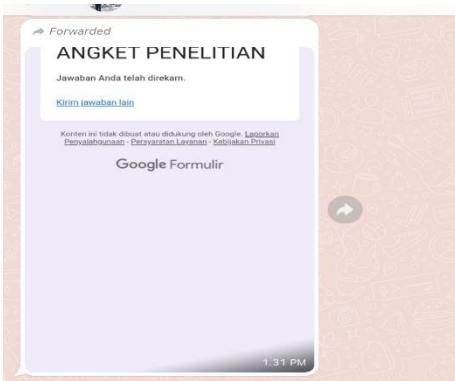 Forwarded
ANGKET PENELITIAN
Jawaban Anda telah direkam.
Kirim jawaban lain
Konten ini tidak dibuat atau didukung oleh Google. Laporkan
Penyalahgunaan - Persyaratan Layanan - Kebijakan Privasi
Google Formulir
1.31 PM